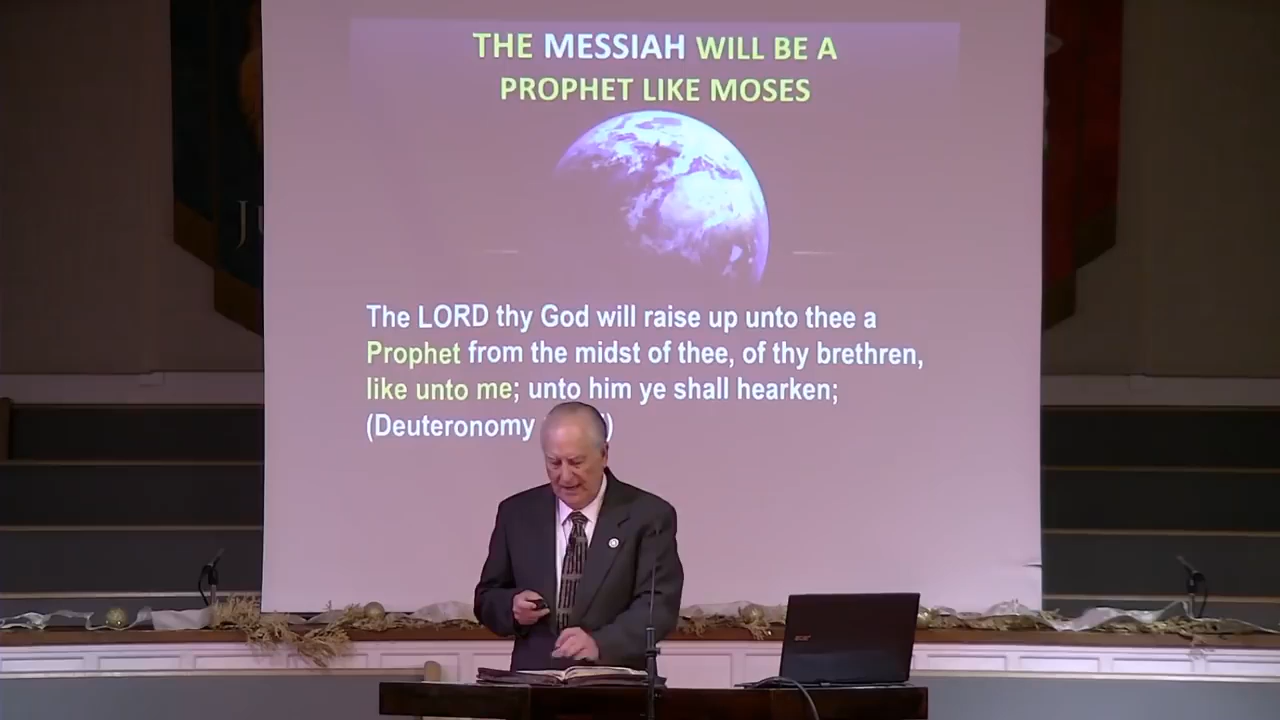 THE MESSIAH WILL BE A
PROPHET LIKE MOSES
The LORD thy God will raise up unto thee a
Prophet from the midst of thee, of thy brethren,
like unto me; unto him ye shall hearken;
(Deuteronomy )
acer